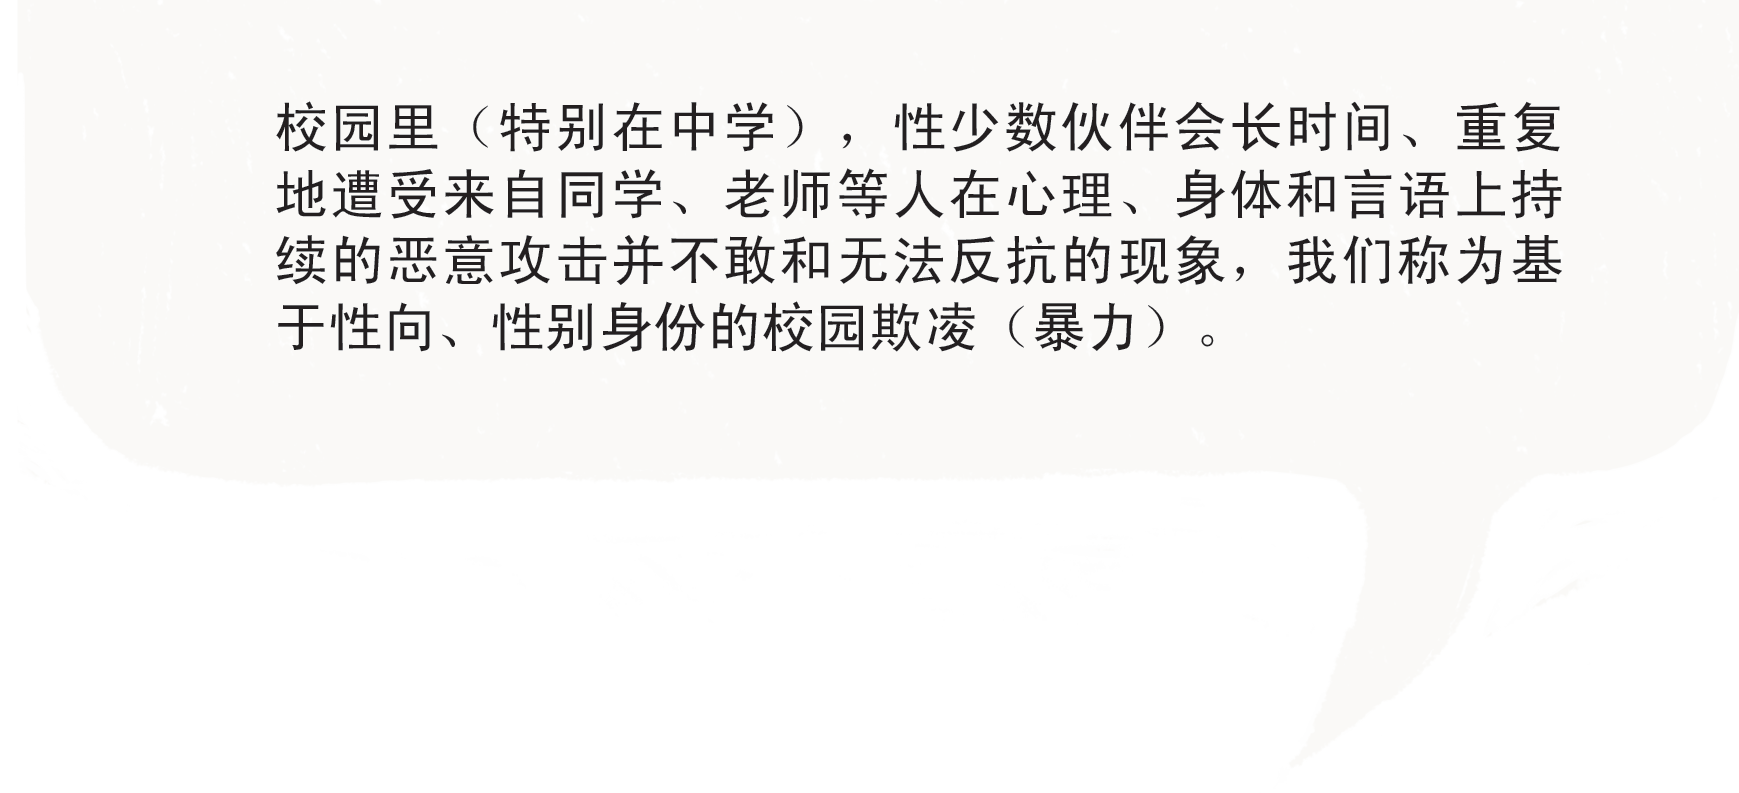 校园里（特别在中学），性少数伙伴会长时间、重复
地遭受来自同学、老师等人在心理、身体和言语上持
续的恶意攻击并不敢和无法反抗的现象，我们称为基
于性向、性别身份的校园欺凌（暴力）。